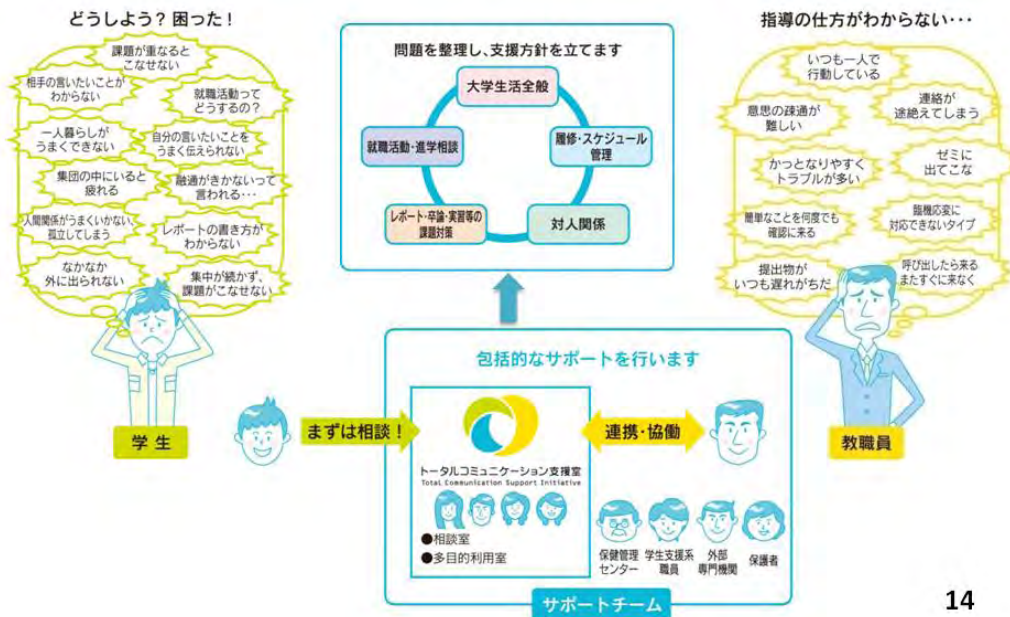 どうしよう？困った！
課題が重なると
こなせない
相手の言いたいことが
わからない
就職活動って
どうするの？
一人暮らしが
うまくできない
自分の言いたいことを
うまく伝えられない
集団の中にいると
疲れる
融通がきかないって
言われる・・・
人間関係がうまくいかない、
孤立してしまう
レポートの書き方が
わからない
なかなか
外に出られない
集中が続かず、
課題がこなせない
学生
問題を整理し、支援方針を立てます
大学生活全般
就職活動・進学相談
履修・スケジュール
管理
レポート・卒論・実習等の
課題対策
対人関係
指導の仕方がわからない・・・
いつも一人で
行動している
意思の疎通が
難しい
連絡が
途絶えてしまう
かっとなりやすく
トラブルが多い
ゼミに
出てこな
簡単なことを何度でも
確認に来る
臨機応変に
対応できないタイプ
提出物が
いつも遅れがちだ
呼び出したら来る
またすぐに来なく
教職員
包括的なサポートを行います
まずは相談！
トータルコミュニケーション支援室
Total Communication Support Initiative
●相談室
●多目的利用室
連携・協働
保健管理
センター
学生支援系
職員
外部
専門機関
保護者
サポートチーム
14